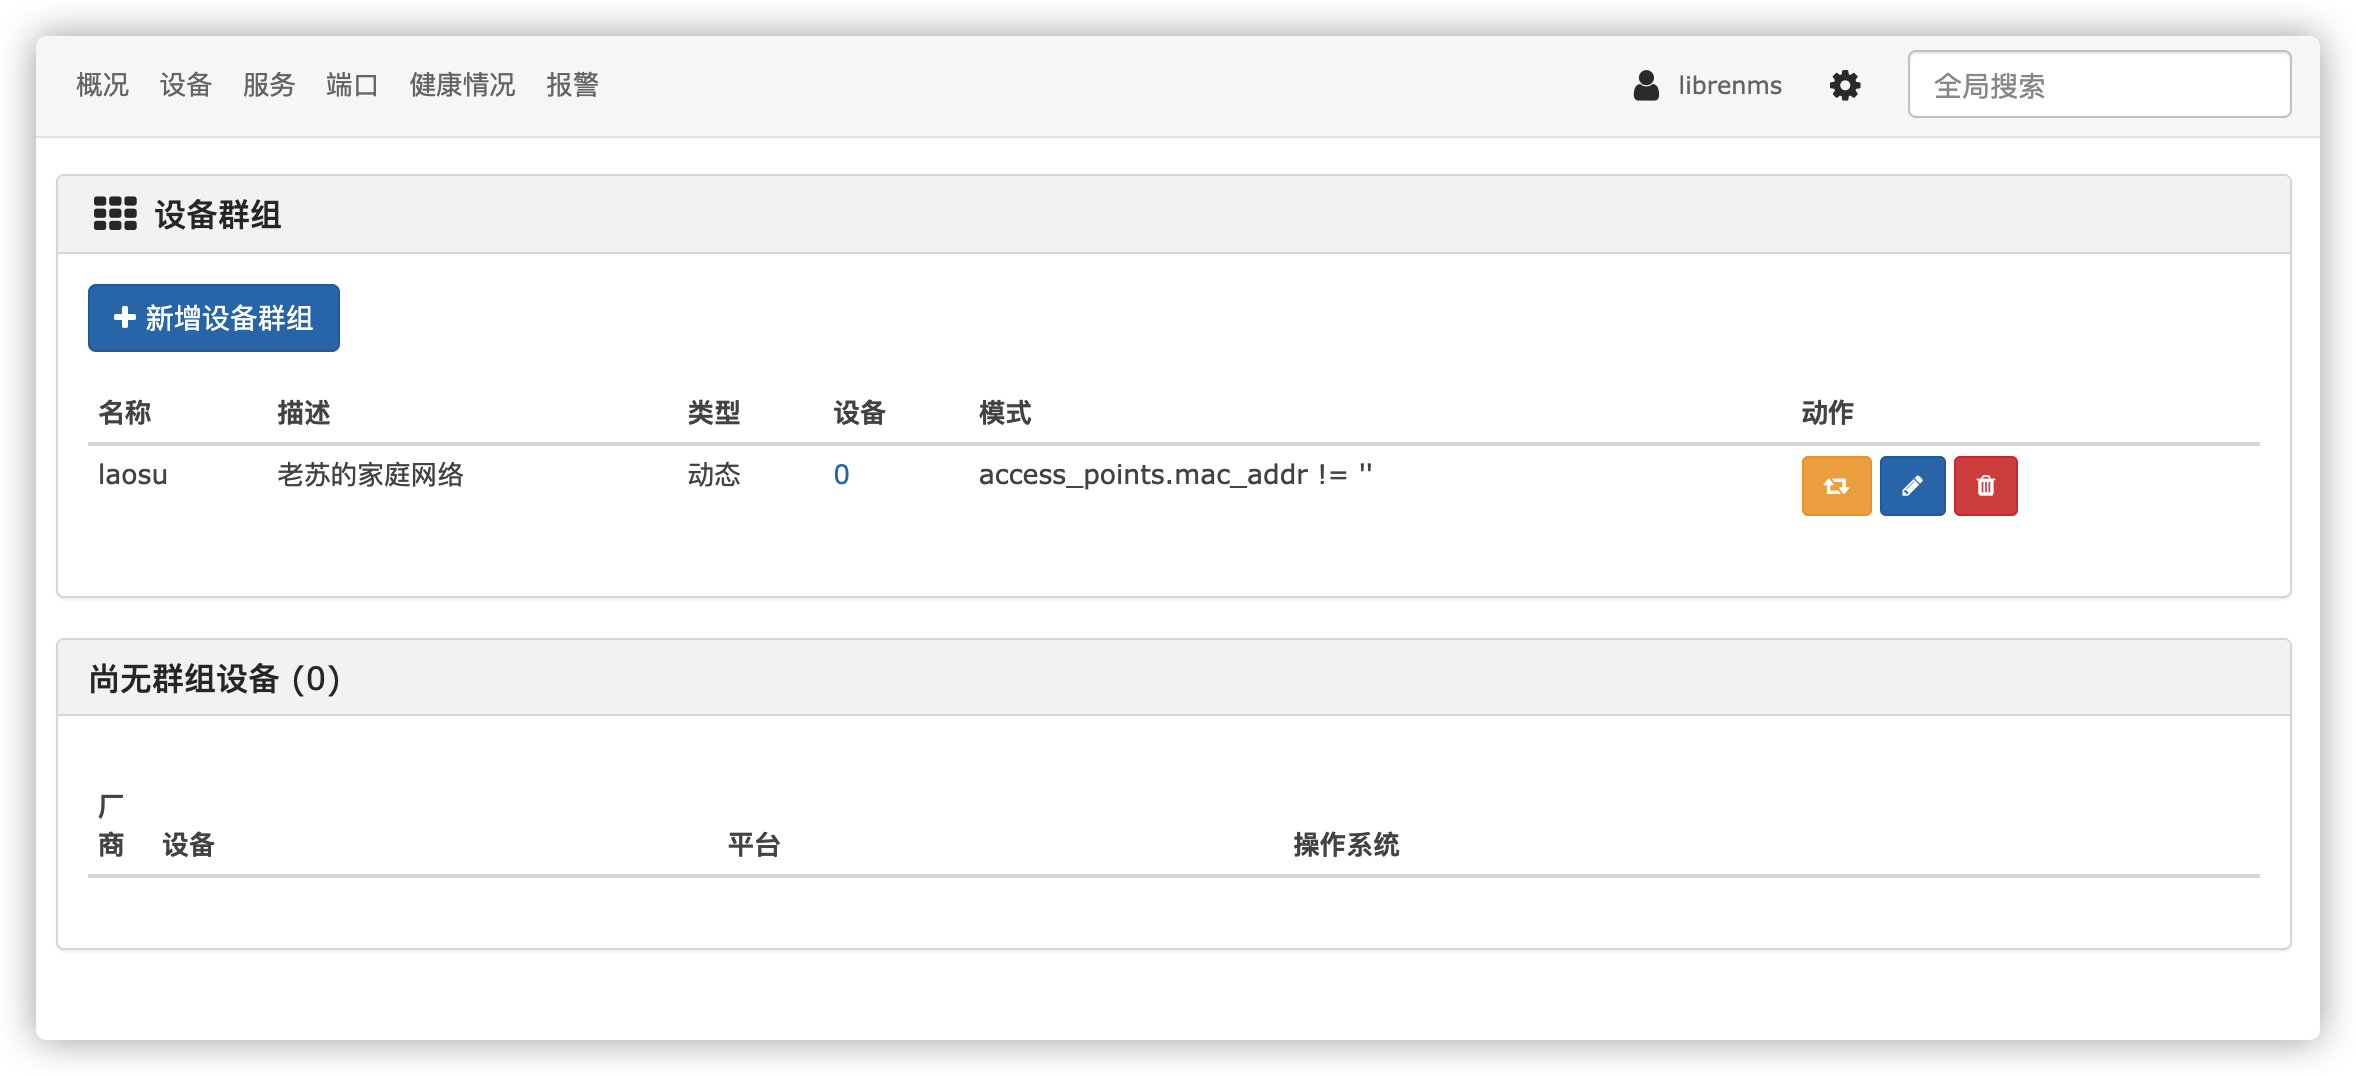 概况 设备 服务 端口 健康情况 报警 librenms 全局搜索
设备群组
新增设备群组
名称 描述 类型 设备 模式 动作
laosu 老苏的家庭网络 动态 0 access_points.mac_addr != ''
尚无群组设备 (0)
厂商 设备 平台 操作系统